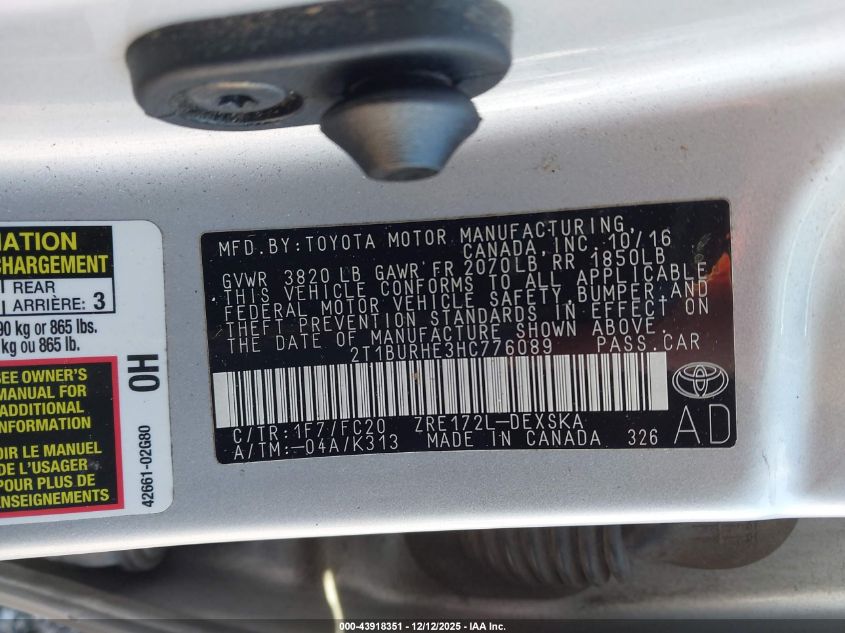 MFD. BY: TOYOTA MOTOR MANUFACTURING,
CANADA, INC. 10/16
GVWR 3820 LB GAWR FR 2070LB RR 1850LB
THIS VEHICLE CONFORMS TO ALL APPLICABLE
FEDERAL MOTOR VEHICLE SAFETY, BUMPER AND
THEFT PREVENTION STANDARDS IN EFFECT ON
THE DATE OF MANUFACTURE SHOWN ABOVE.
2T1BURHE3HC776089 PASS.CAR
C/TR: 1F7/FC20 ZRE172L-DEXSKA
A/TM:-04A/K313 MADE IN CANADA 326
AD
MATION
CHARGEMENT
REAR
ARRIÈRE: 3
90 kg or 865 lbs.
kg ou 865 lb.
OH
SEE OWNER'S
MANUAL FOR
ADDITIONAL
INFORMATION
OIR LE MANUEL
DE L'USAGER
POUR PLUS DE
RENSEIGNEMENTS
42661-02G80
000-43918351 - 12/12/2025 - IAA Inc.